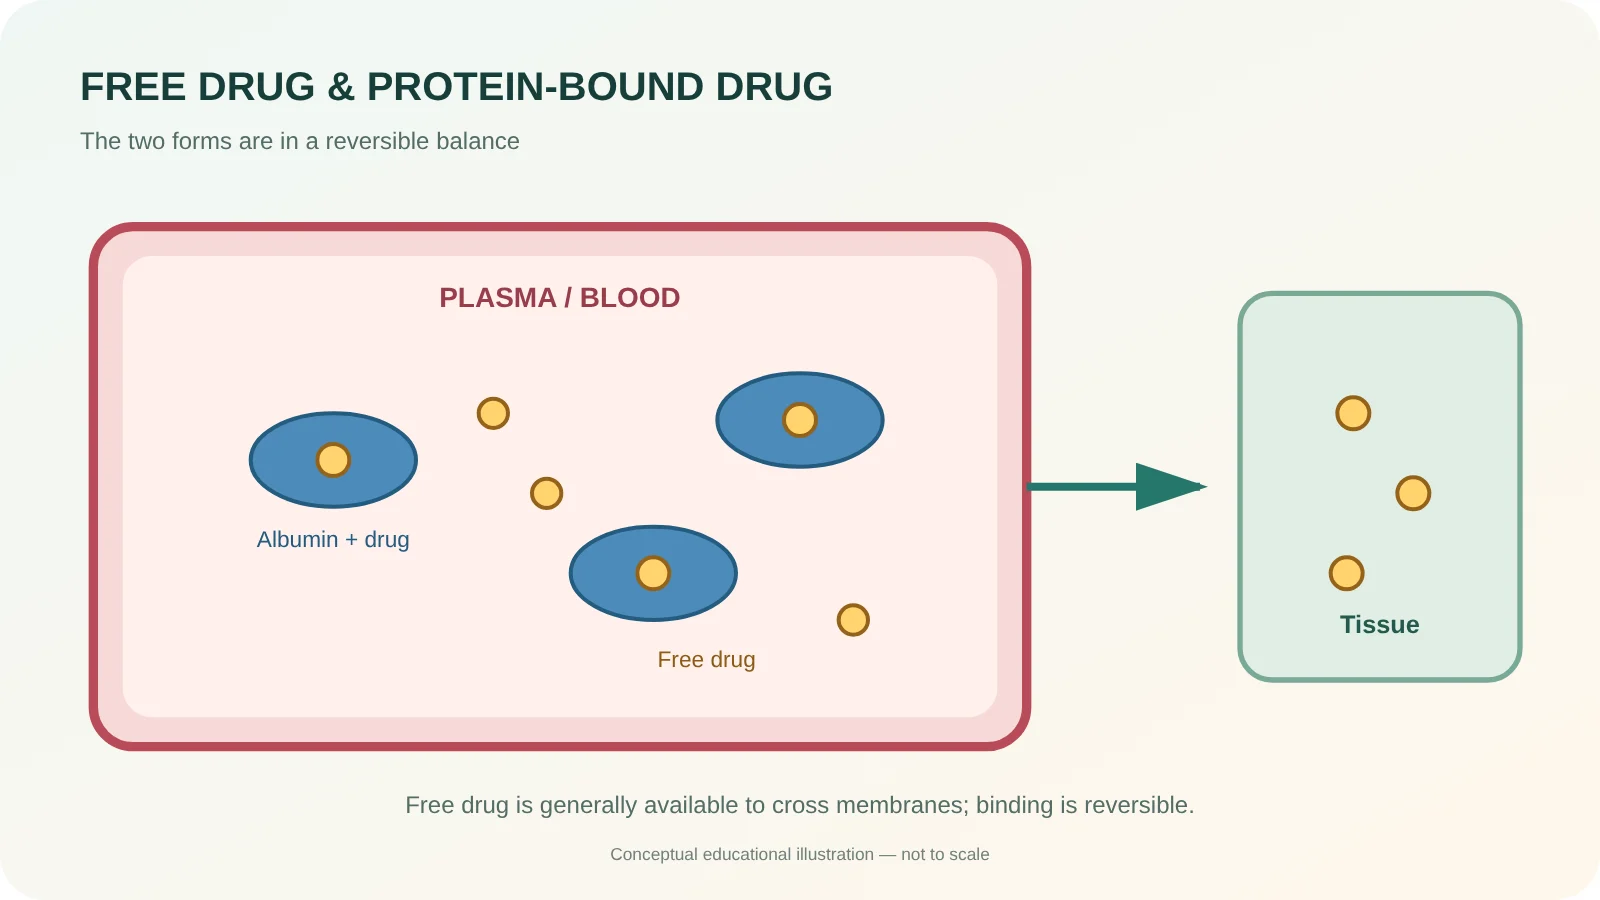 FREE DRUG & PROTEIN-BOUND DRUG
The two forms are in a reversible balance
PLASMA / BLOOD
Albumin + drug
Free drug
Tissue
Free drug is generally available to cross membranes; binding is reversible.
Conceptual educational illustration — not to scale